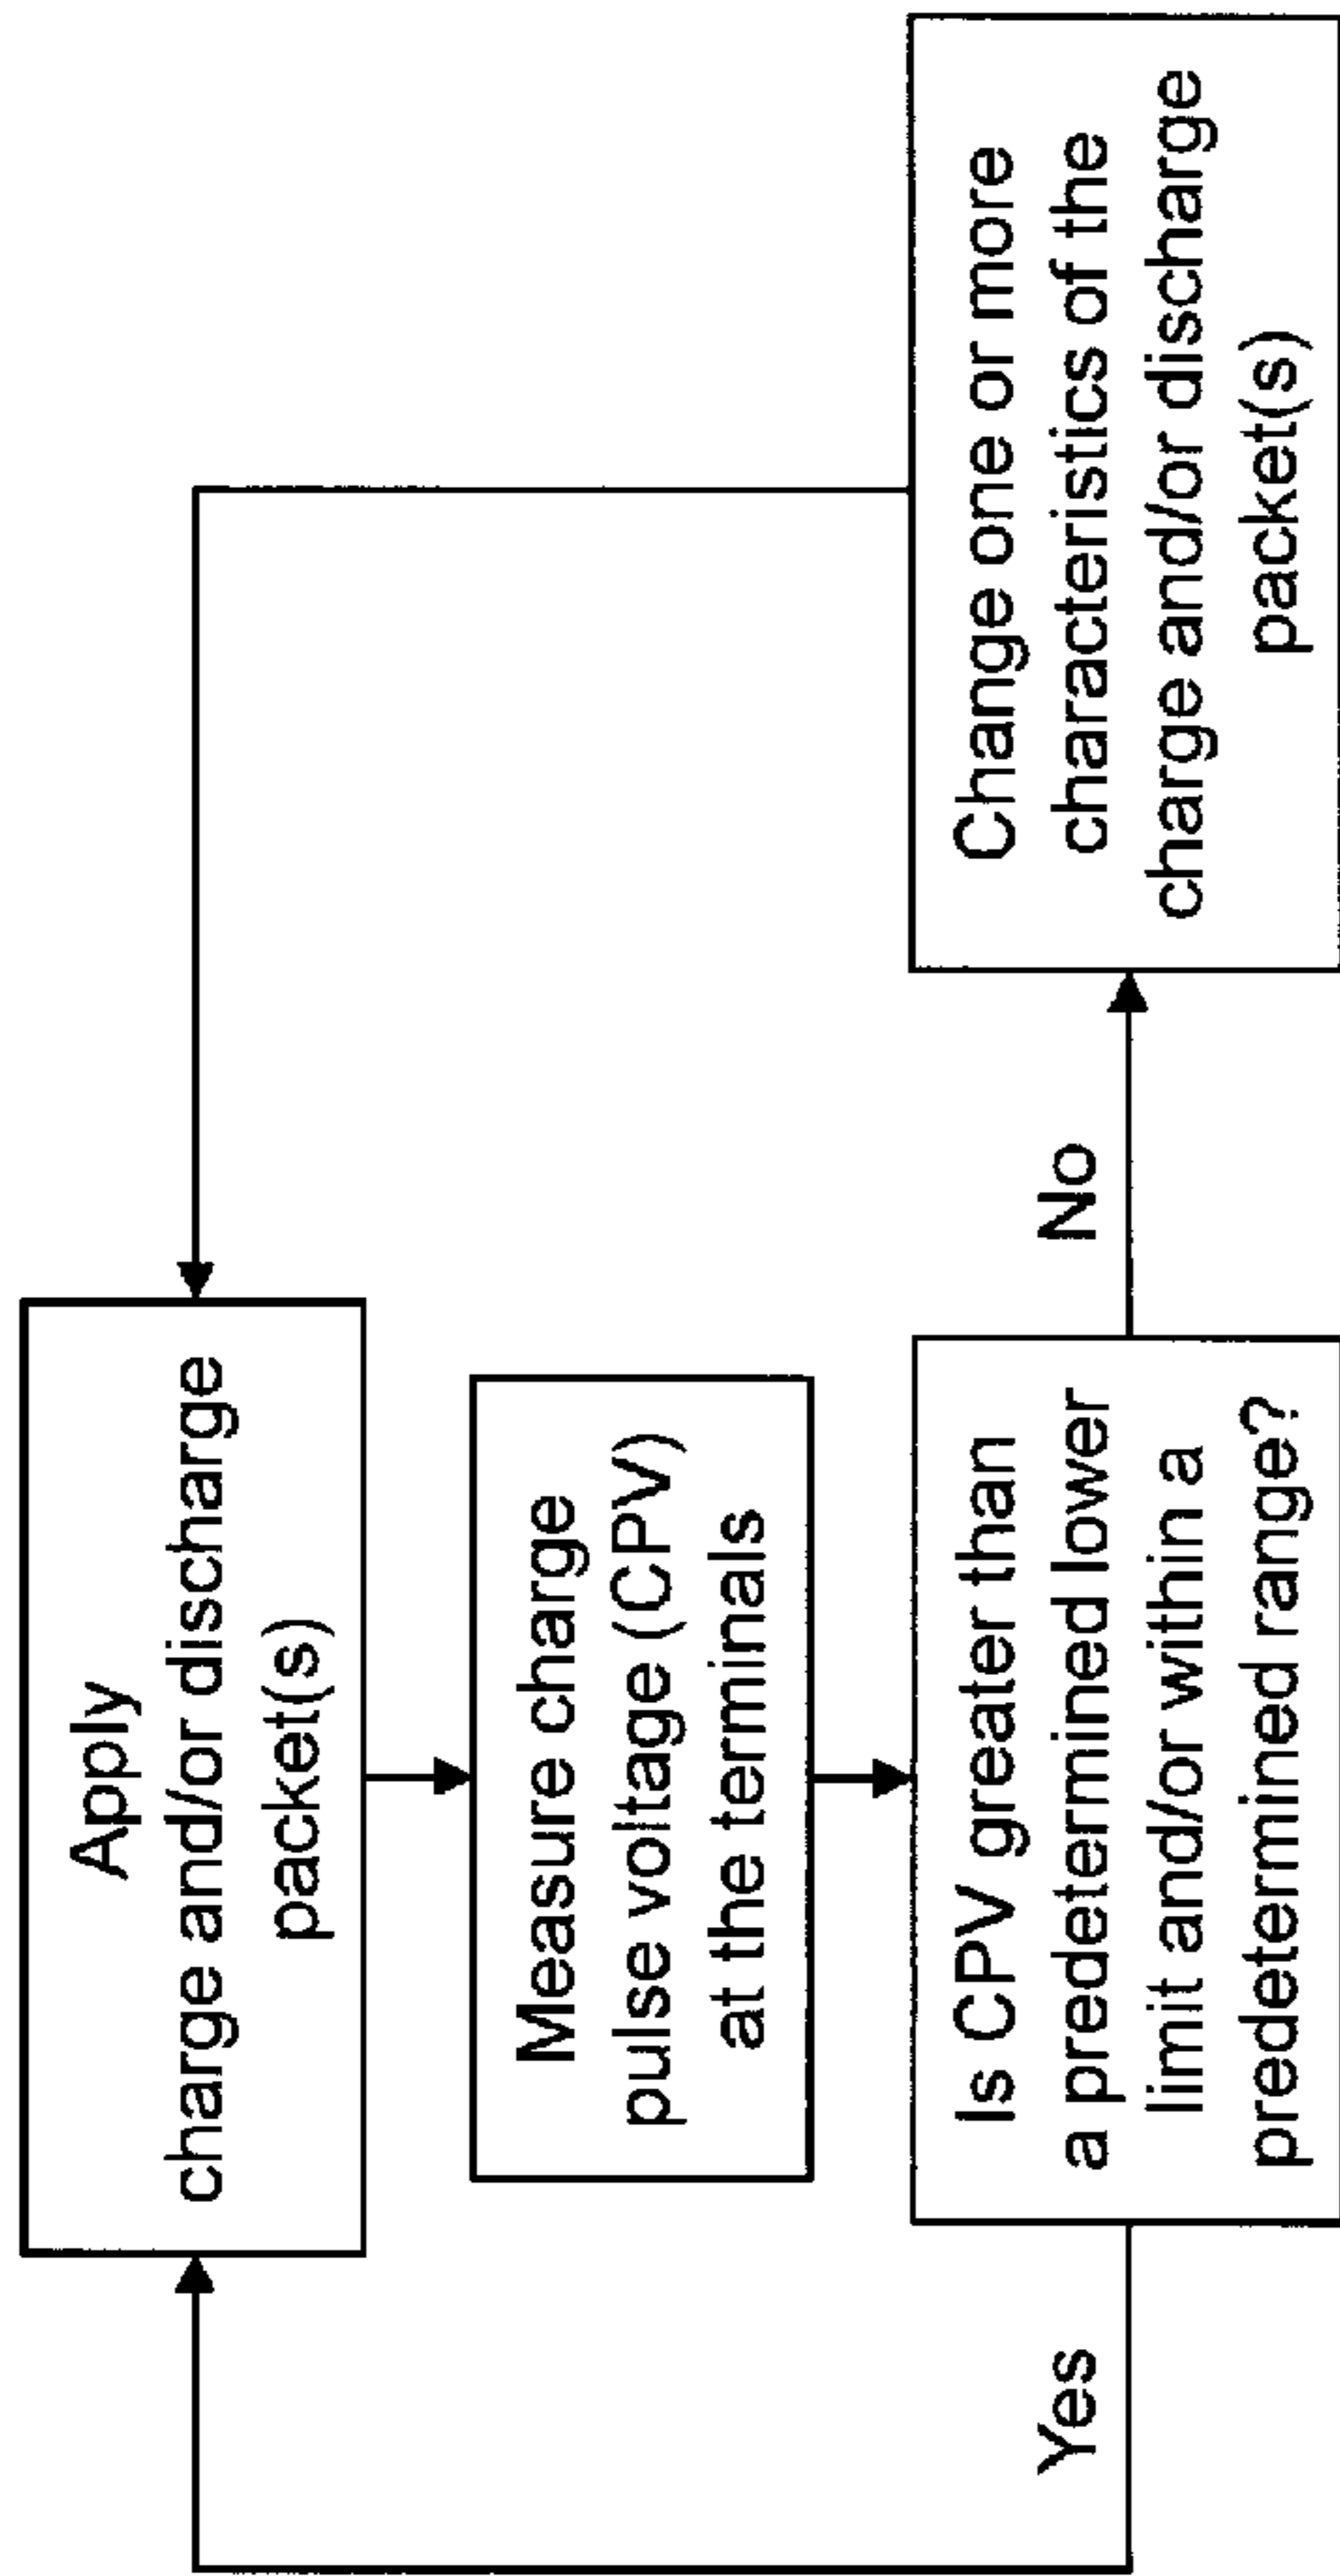 Apply
charge and/or discharge
packet(s)
Measure charge
pulse voltage (CPV)
at the terminals
Is CPV greater than
a predetermined lower
limit and/or within a
predetermined range?
Yes
No
Change one or more
characteristics of the
charge and/or discharge
packet(s)